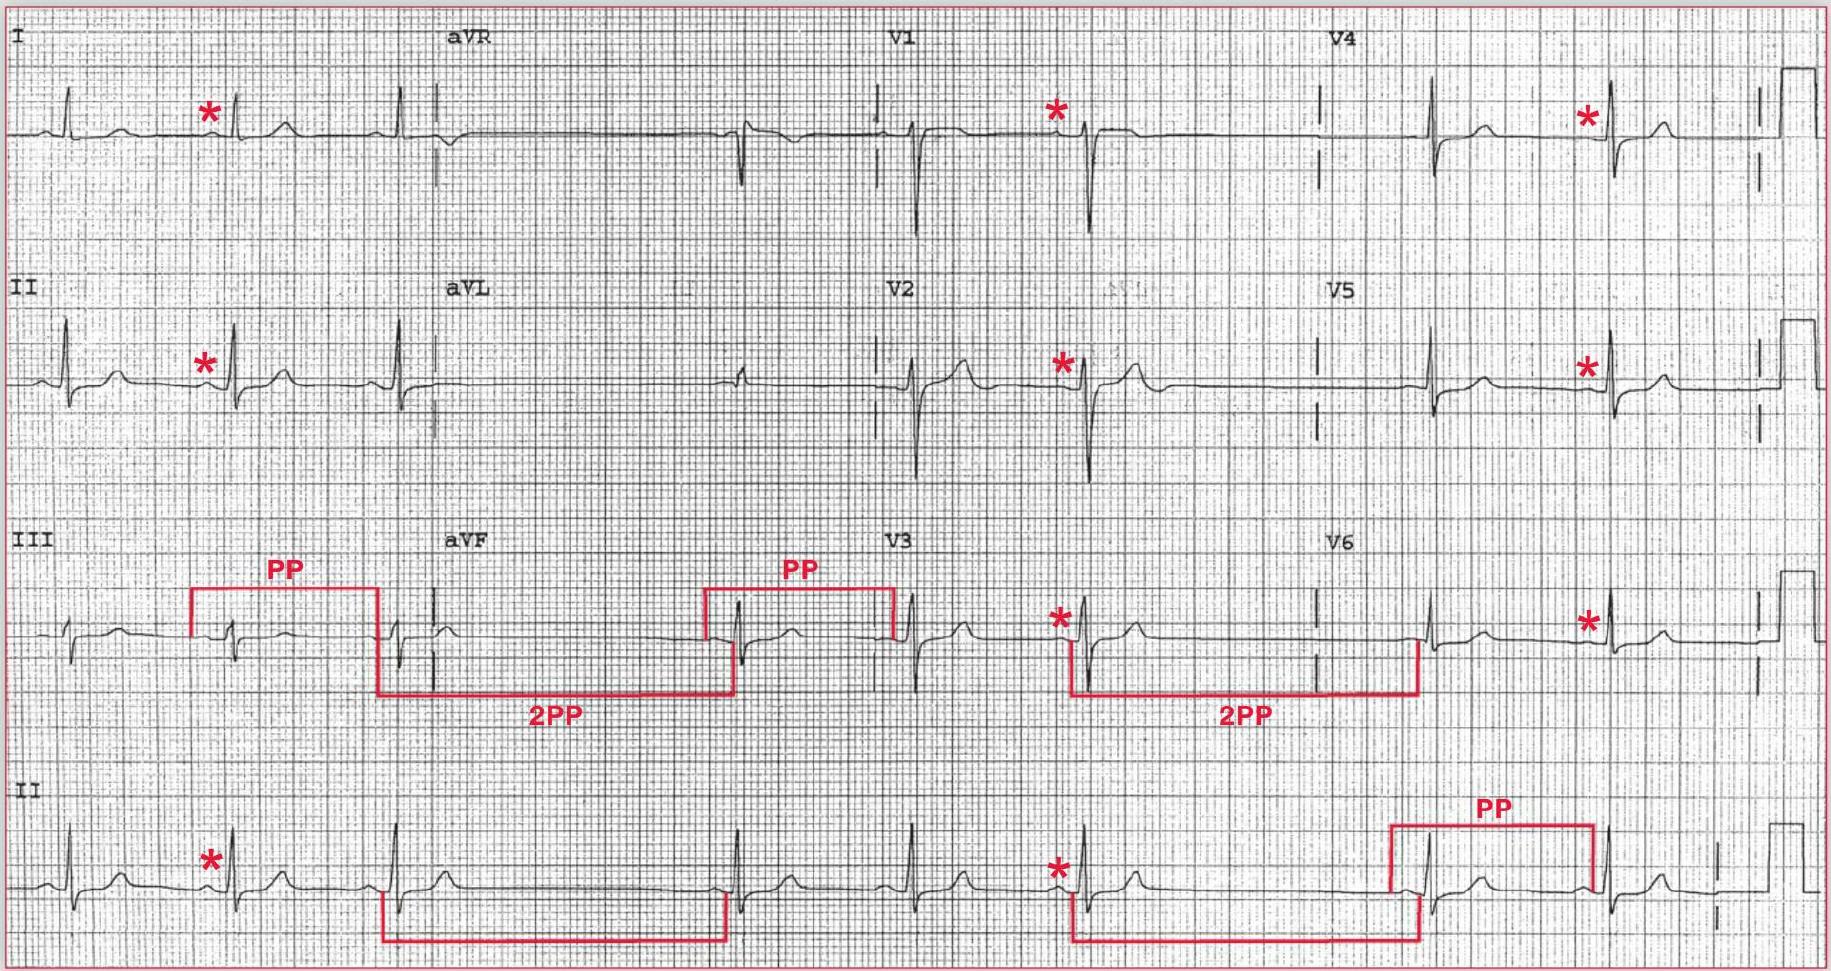 I aVR V1 V4
* * *
II aVL V2 V5
* * *
III aVF V3 V6
PP PP
* *
2PP 2PP
II
PP
* *